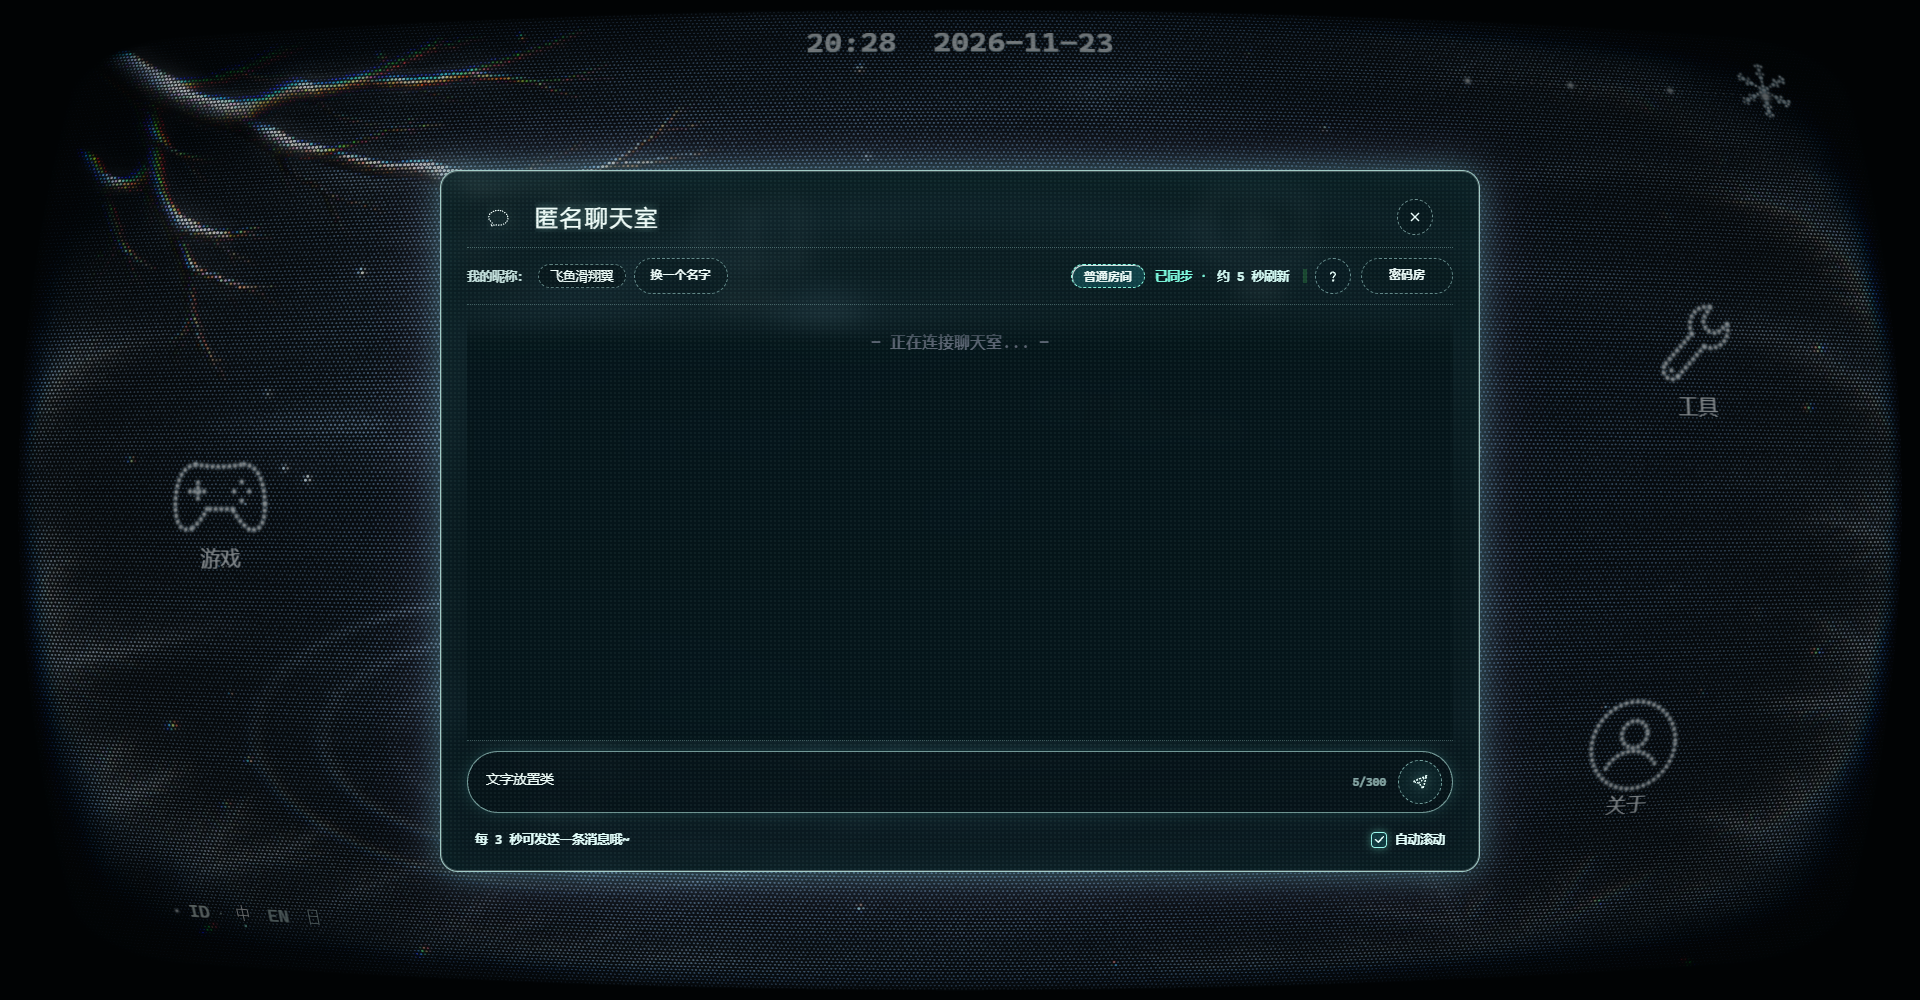 20:28 2026-11-23
匿名聊天室
我的昵称: 飞鱼滑翔翼 换一个名字 普通房间 已同步 · 约 5 秒刷新 ? 密码房
— 正在连接聊天室... —
工具
游戏
文字放置类 5/300
关于
每 3 秒可发送一条消息哦~ 自动滚动
· ID · 中 EN 日